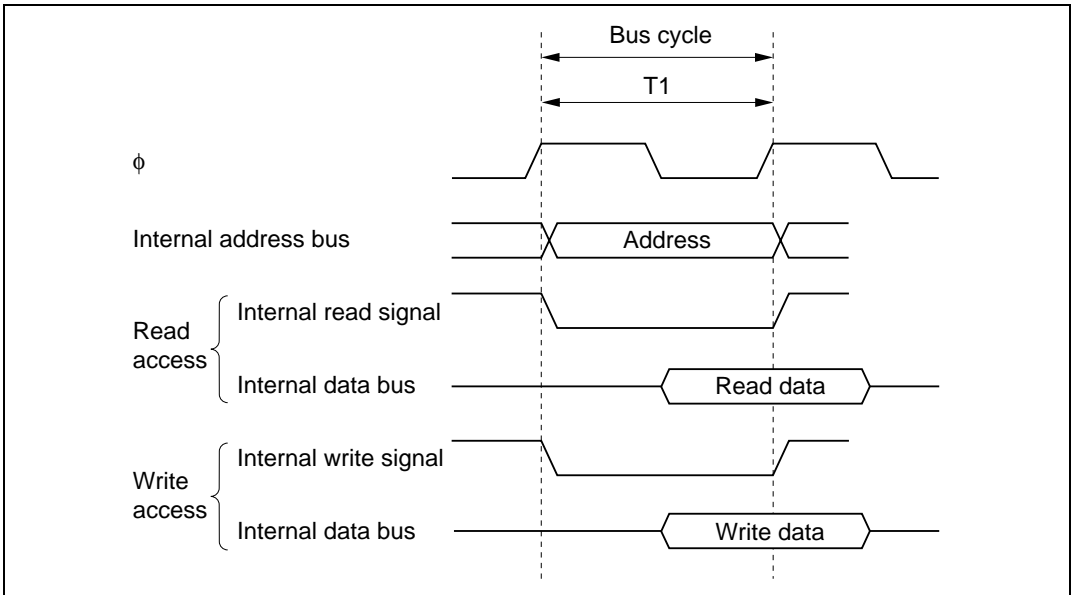 Bus cycle
T1
ϕ
Internal address bus
Address
Read
access
Internal read signal
Internal data bus
Read data
Write
access
Internal write signal
Internal data bus
Write data